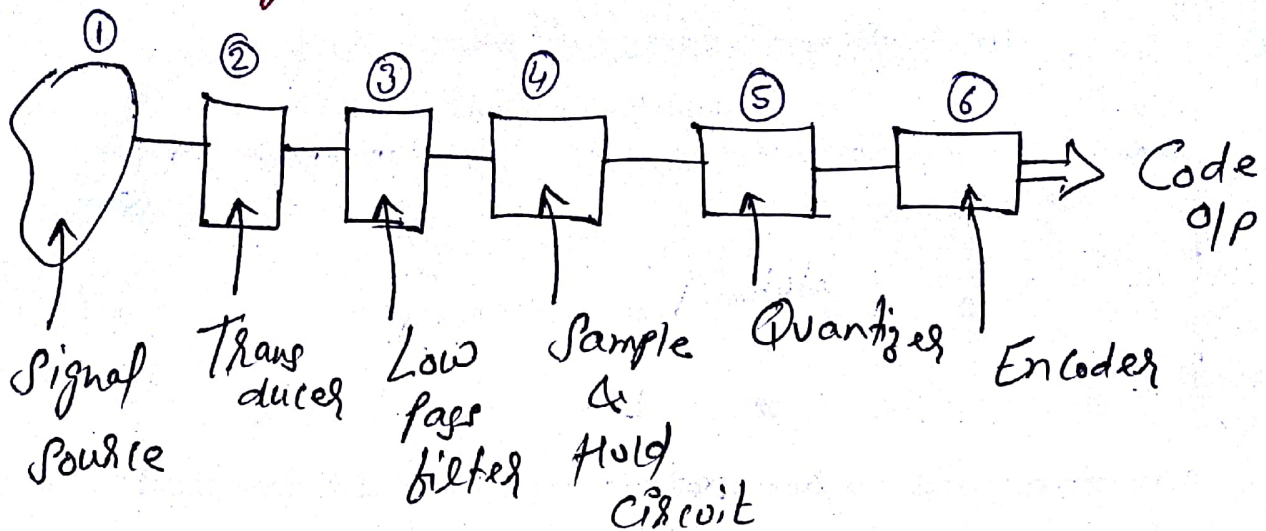 ①
②
③
④
⑤
⑥
Code
o/p
Signal
Source
Trans
ducer
Low
pass
filter
Sample
&
Hold
Circuit
Quantizer
Encoder